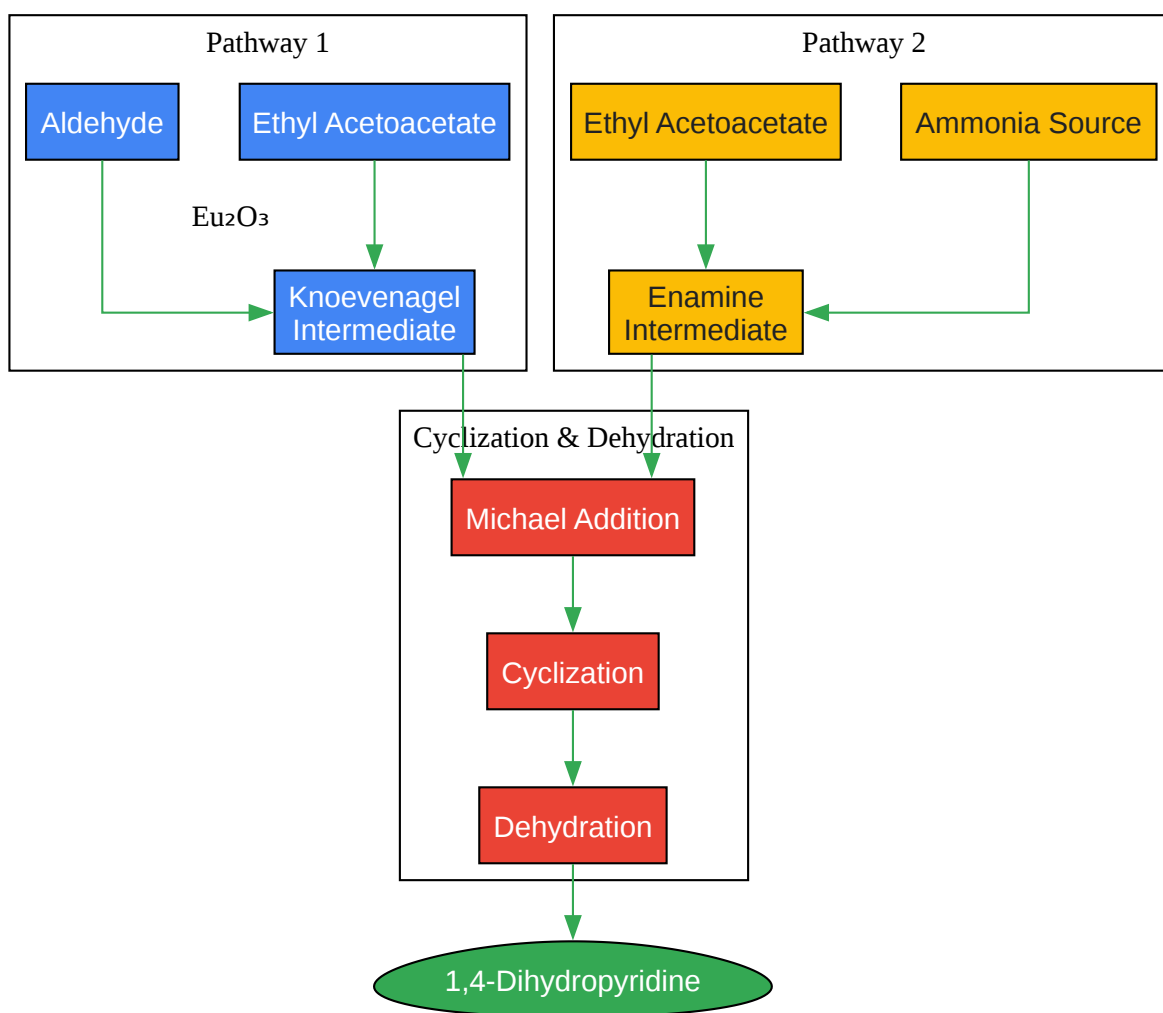 Pathway 1
Pathway 2
Aldehyde
Ethyl Acetoacetate
Ethyl Acetoacetate
Ammonia Source
Eu₂O₃
Knoevenagel
Intermediate
Enamine
Intermediate
Cyclization & Dehydration
Michael Addition
Cyclization
Dehydration
1,4-Dihydropyridine